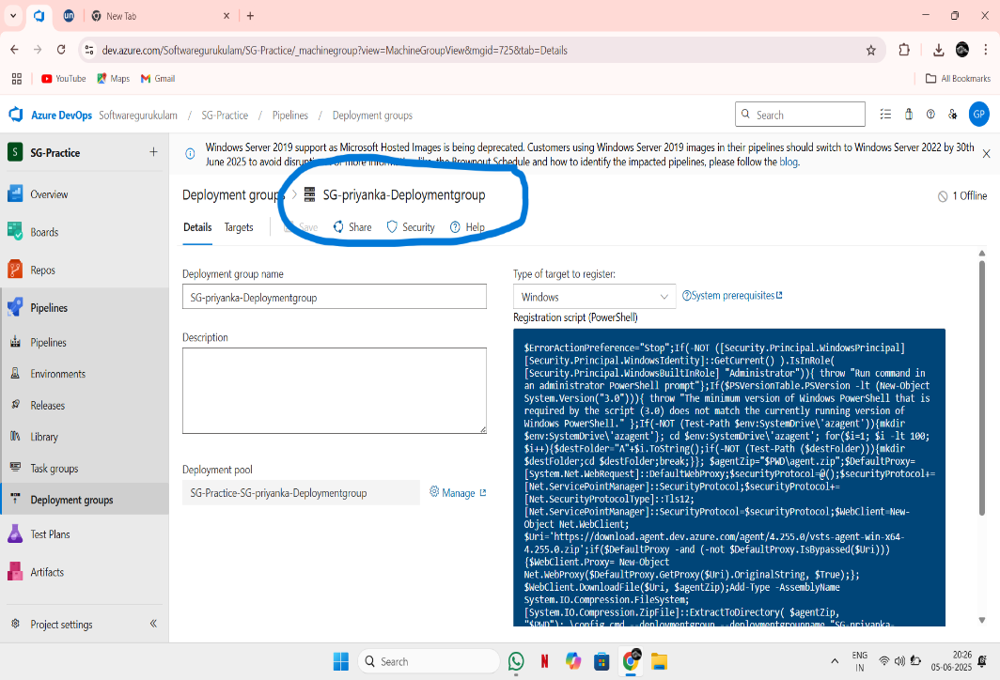 New Tab
dev.azure.com/Softwaregurukulam/SG-Practice/_machinegroup?view=MachineGroupView&mgid=725&tab=Details
YouTube
Maps
Gmail
All Bookmarks
Azure DevOps
Softwaregurukulam / SG-Practice / Pipelines / Deployment groups
Search
GP
S
SG-Practice
Windows Server 2019 support as Microsoft Hosted Images is being deprecated. Customers using Windows Server 2019 images in their pipelines should switch to Windows Server 2022 by 30th
June 2025 to avoid more information the Brownout Schedule and how to identify the impacted pipelines, please follow the blog.
Overview
Boards
Repos
Pipelines
Pipelines
Environments
Releases
Library
Task groups
Deployment groups
Test Plans
Artifacts
Project settings
Deployment groups > SG-priyanka-Deploymentgroup
1 Offline
Details
Targets
Save
Share
Security
Help
Deployment group name
SG-priyanka-Deploymentgroup
Description
Deployment pool
SG-Practice-SG-priyanka-Deploymentgroup
Manage
Type of target to register:
Windows
System prerequisites
Registration script (PowerShell)
$ErrorActionPreference="Stop";If(-NOT ([Security.Principal.WindowsPrincipal]
[Security.Principal.WindowsIdentity]::GetCurrent() ).IsInRole(
[Security.Principal.WindowsBuiltInRole] "Administrator")){ throw "Run command in
an administrator PowerShell prompt"};If($PSVersionTable.PSVersion -lt (New-Object
System.Version("3.0"))){ throw "The minimum version of Windows PowerShell that is
required by the script (3.0) does not match the currently running version of
Windows PowerShell." };If(-NOT (Test-Path $env:SystemDrive\'azagent')){mkdir
$env:SystemDrive\'azagent'}; cd $env:SystemDrive\'azagent'; for($i=1; $i -lt 100;
$i++){$destFolder="A"+$i.ToString();if(-NOT (Test-Path ($destFolder))){mkdir
$destFolder;cd $destFolder;break;}}; $agentZip="$PWD\agent.zip";$DefaultProxy=
[System.Net.WebRequest]::DefaultWebProxy;$securityProtocol=@();$securityProtocol+=
[Net.ServicePointManager]::SecurityProtocol;$securityProtocol+=
[Net.SecurityProtocolType]::Tls12;
[Net.ServicePointManager]::SecurityProtocol=$securityProtocol;$WebClient=New-
Object Net.WebClient;
$Uri='https://download.agent.dev.azure.com/agent/4.255.0/vsts-agent-win-x64-
4.255.0.zip';if($DefaultProxy -and (-not $DefaultProxy.IsBypassed($Uri)))
{$WebClient.Proxy= New-Object
Net.WebProxy($DefaultProxy.GetProxy($Uri).OriginalString, $True);};
$WebClient.DownloadFile($Uri, $agentZip);Add-Type -AssemblyName
System.IO.Compression.FileSystem;
[System.IO.Compression.ZipFile]::ExtractToDirectory( $agentZip,
"$PWD");.\config.cmd --deploymentgroup --deploymentgroupname "SG-priyanka-
Search
ENG
IN
20:26
05-06-2025